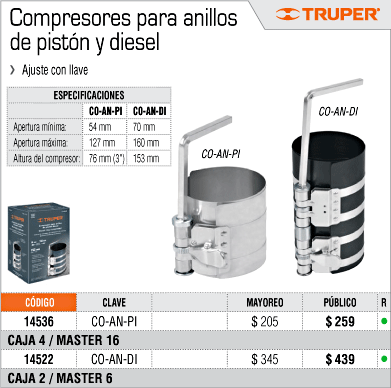 Compresores para anillos
de pistón y diesel
TRUPER®
Ajuste con llave
ESPECIFICACIONES
CO-AN-PI CO-AN-DI
Apertura mínima: 54 mm 70 mm
Apertura máxima: 127 mm 160 mm
Altura del compresor: 76 mm (3") 153 mm
CO-AN-PI
CO-AN-DI
TRUPER
CÓDIGO CLAVE MAYOREO PÚBLICO R
14536 CO-AN-PI $ 205 $ 259
CAJA 4 / MASTER 16
14522 CO-AN-DI $ 345 $ 439
CAJA 2 / MASTER 6